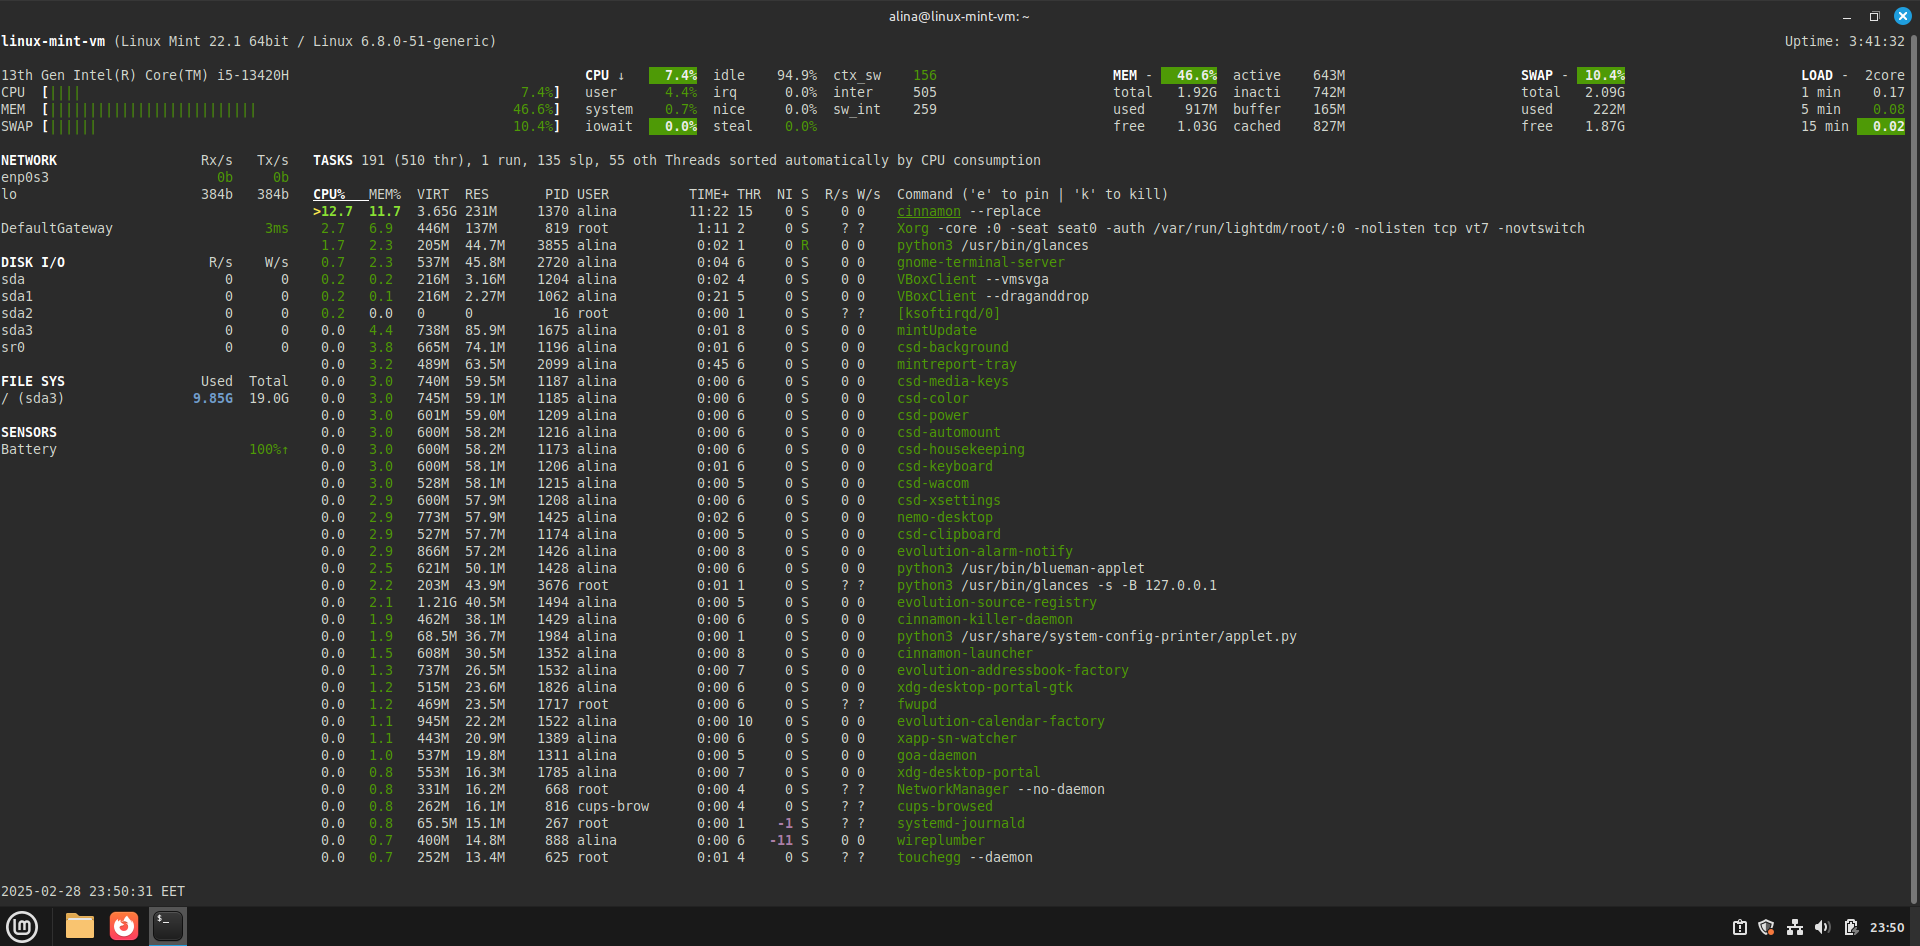 alina@linux-mint-vm: ~
linux-mint-vm (Linux Mint 22.1 64bit / Linux 6.8.0-51-generic) Uptime: 3:41:32
13th Gen Intel(R) Core(TM) i5-13420H CPU ↓ 7.4% idle 94.9% ctx_sw 156 MEM - 46.6% active 643M SWAP - 10.4% LOAD - 2core
CPU [|||| 7.4%] user 4.4% irq 0.0% inter 505 total 1.92G inacti 742M total 2.09G 1 min 0.17
MEM [|||||||||||||||||||||||||| 46.6%] system 0.7% nice 0.0% sw_int 259 used 917M buffer 165M used 222M 5 min 0.08
SWAP [|||||| 10.4%] iowait 0.0% steal 0.0% free 1.03G cached 827M free 1.87G 15 min 0.02
NETWORK Rx/s Tx/s TASKS 191 (510 thr), 1 run, 135 slp, 55 oth Threads sorted automatically by CPU consumption
enp0s3 0b 0b
lo 384b 384b CPU% MEM% VIRT RES PID USER TIME+ THR NI S R/s W/s Command ('e' to pin | 'k' to kill)
>12.7 11.7 3.65G 231M 1370 alina 11:22 15 0 S 0 0 cinnamon --replace
DefaultGateway 3ms 2.7 6.9 446M 137M 819 root 1:11 2 0 S ? ? Xorg -core :0 -seat seat0 -auth /var/run/lightdm/root/:0 -nolisten tcp vt7 -novtswitch
1.7 2.3 205M 44.7M 3855 alina 0:02 1 0 R 0 0 python3 /usr/bin/glances
DISK I/O R/s W/s 0.7 2.3 537M 45.8M 2720 alina 0:04 6 0 S 0 0 gnome-terminal-server
sda 0 0 0.2 0.2 216M 3.16M 1204 alina 0:02 4 0 S 0 0 VBoxClient --vmsvga
sda1 0 0 0.2 0.1 216M 2.27M 1062 alina 0:21 5 0 S 0 0 VBoxClient --draganddrop
sda2 0 0 0.2 0.0 0 0 16 root 0:00 1 0 S ? ? [ksoftirqd/0]
sda3 0 0 0.0 4.4 738M 85.9M 1675 alina 0:01 8 0 S 0 0 mintUpdate
sr0 0 0 0.0 3.8 665M 74.1M 1196 alina 0:01 6 0 S 0 0 csd-background
0.0 3.2 489M 63.5M 2099 alina 0:45 6 0 S 0 0 mintreport-tray
FILE SYS Used Total 0.0 3.0 740M 59.5M 1187 alina 0:00 6 0 S 0 0 csd-media-keys
/ (sda3) 9.85G 19.0G 0.0 3.0 745M 59.1M 1185 alina 0:00 6 0 S 0 0 csd-color
0.0 3.0 601M 59.0M 1209 alina 0:00 6 0 S 0 0 csd-power
SENSORS 0.0 3.0 600M 58.2M 1216 alina 0:00 6 0 S 0 0 csd-automount
Battery 100%↑ 0.0 3.0 600M 58.2M 1173 alina 0:00 6 0 S 0 0 csd-housekeeping
0.0 3.0 600M 58.1M 1206 alina 0:01 6 0 S 0 0 csd-keyboard
0.0 3.0 528M 58.1M 1215 alina 0:00 5 0 S 0 0 csd-wacom
0.0 2.9 600M 57.9M 1208 alina 0:00 6 0 S 0 0 csd-xsettings
0.0 2.9 773M 57.9M 1425 alina 0:02 6 0 S 0 0 nemo-desktop
0.0 2.9 527M 57.7M 1174 alina 0:00 5 0 S 0 0 csd-clipboard
0.0 2.9 866M 57.2M 1426 alina 0:00 8 0 S 0 0 evolution-alarm-notify
0.0 2.5 621M 50.1M 1428 alina 0:00 6 0 S 0 0 python3 /usr/bin/blueman-applet
0.0 2.2 203M 43.9M 3676 root 0:01 1 0 S ? ? python3 /usr/bin/glances -s -B 127.0.0.1
0.0 2.1 1.21G 40.5M 1494 alina 0:00 5 0 S 0 0 evolution-source-registry
0.0 1.9 462M 38.1M 1429 alina 0:00 6 0 S 0 0 cinnamon-killer-daemon
0.0 1.9 68.5M 36.7M 1984 alina 0:00 1 0 S 0 0 python3 /usr/share/system-config-printer/applet.py
0.0 1.5 608M 30.5M 1352 alina 0:00 8 0 S 0 0 cinnamon-launcher
0.0 1.3 737M 26.5M 1532 alina 0:00 7 0 S 0 0 evolution-addressbook-factory
0.0 1.2 515M 23.6M 1826 alina 0:00 6 0 S 0 0 xdg-desktop-portal-gtk
0.0 1.2 469M 23.5M 1717 root 0:00 6 0 S ? ? fwupd
0.0 1.1 945M 22.2M 1522 alina 0:00 10 0 S 0 0 evolution-calendar-factory
0.0 1.1 443M 20.9M 1389 alina 0:00 6 0 S 0 0 xapp-sn-watcher
0.0 1.0 537M 19.8M 1311 alina 0:00 5 0 S 0 0 goa-daemon
0.0 0.8 553M 16.3M 1785 alina 0:00 7 0 S 0 0 xdg-desktop-portal
0.0 0.8 331M 16.2M 668 root 0:00 4 0 S ? ? NetworkManager --no-daemon
0.0 0.8 262M 16.1M 816 cups-brow 0:00 4 0 S ? ? cups-browsed
0.0 0.8 65.5M 15.1M 267 root 0:00 1 -1 S ? ? systemd-journald
0.0 0.7 400M 14.8M 888 alina 0:00 6 -11 S 0 0 wireplumber
0.0 0.7 252M 13.4M 625 root 0:01 4 0 S ? ? touchegg --daemon
2025-02-28 23:50:31 EET
23:50